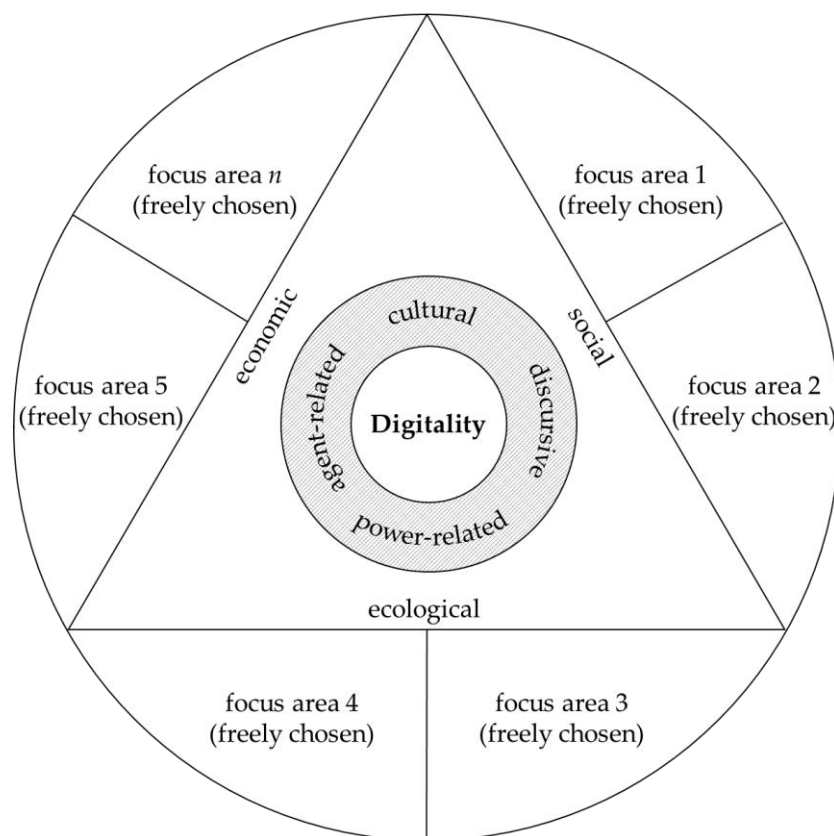 focus area n
(freely chosen)
focus area 1
(freely chosen)
economic
social
cultural
agent-related
discursive
Digitality
power-related
focus area 5
(freely chosen)
focus area 2
(freely chosen)
ecological
focus area 4
(freely chosen)
focus area 3
(freely chosen)